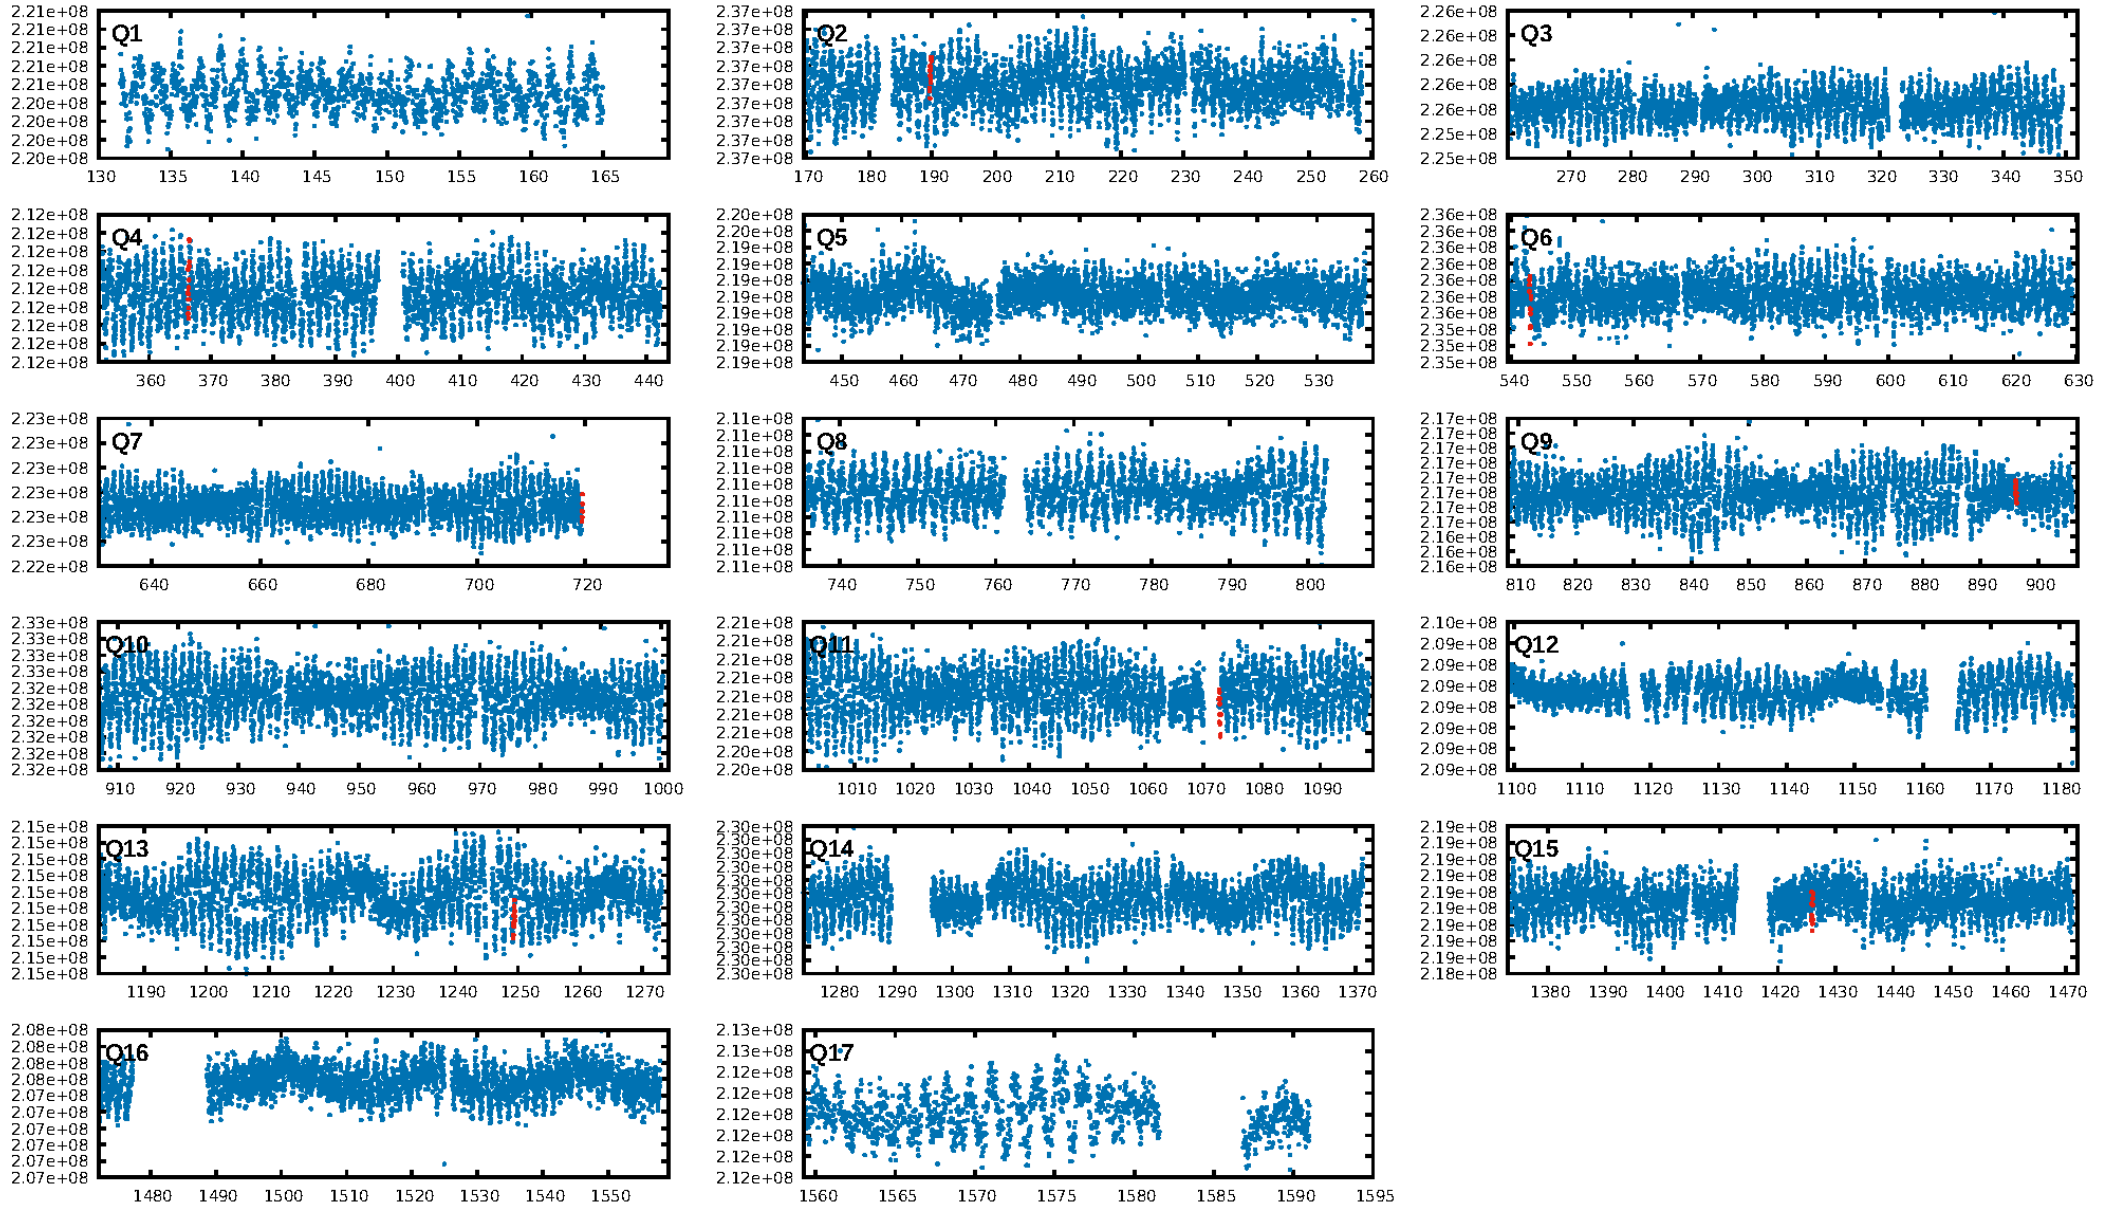 2.21e+08
2.21e+08
2.21e+08
2.21e+08
2.21e+08
2.20e+08
2.20e+08
2.20e+08
2.20e+08
Q1
130 135 140 145 150 155 160 165
2.37e+08
2.37e+08
2.37e+08
2.37e+08
2.37e+08
2.37e+08
2.37e+08
2.37e+08
2.37e+08
Q2
170 180 190 200 210 220 230 240 250 260
2.26e+08
2.26e+08
2.26e+08
2.26e+08
2.26e+08
2.25e+08
2.25e+08
Q3
270 280 290 300 310 320 330 340 350
2.12e+08
2.12e+08
2.12e+08
2.12e+08
2.12e+08
2.12e+08
2.12e+08
2.12e+08
2.12e+08
Q4
360 370 380 390 400 410 420 430 440
2.20e+08
2.20e+08
2.19e+08
2.19e+08
2.19e+08
2.19e+08
2.19e+08
2.19e+08
2.19e+08
2.19e+08
Q5
450 460 470 480 490 500 510 520 530
2.36e+08
2.36e+08
2.36e+08
2.36e+08
2.36e+08
2.36e+08
2.36e+08
2.35e+08
2.35e+08
2.35e+08
Q6
540 550 560 570 580 590 600 610 620 630
2.23e+08
2.23e+08
2.23e+08
2.23e+08
2.23e+08
2.23e+08
2.22e+08
Q7
640 660 680 700 720
2.11e+08
2.11e+08
2.11e+08
2.11e+08
2.11e+08
2.11e+08
2.11e+08
2.11e+08
2.11e+08
2.11e+08
Q8
740 750 760 770 780 790 800
2.17e+08
2.17e+08
2.17e+08
2.17e+08
2.17e+08
2.17e+08
2.17e+08
2.17e+08
2.16e+08
2.16e+08
2.16e+08
Q9
810 820 830 840 850 860 870 880 890 900
2.33e+08
2.33e+08
2.33e+08
2.33e+08
2.32e+08
2.32e+08
2.32e+08
2.32e+08
2.32e+08
2.32e+08
Q10
910 920 930 940 950 960 970 980 990 1000
2.21e+08
2.21e+08
2.21e+08
2.21e+08
2.21e+08
2.21e+08
2.21e+08
2.20e+08
2.20e+08
Q11
1010 1020 1030 1040 1050 1060 1070 1080 1090
2.10e+08
2.09e+08
2.09e+08
2.09e+08
2.09e+08
2.09e+08
2.09e+08
2.09e+08
Q12
1100 1110 1120 1130 1140 1150 1160 1170 1180
2.15e+08
2.15e+08
2.15e+08
2.15e+08
2.15e+08
2.15e+08
2.15e+08
2.15e+08
2.15e+08
2.15e+08
Q13
1190 1200 1210 1220 1230 1240 1250 1260 1270
2.30e+08
2.30e+08
2.30e+08
2.30e+08
2.30e+08
2.30e+08
2.30e+08
2.30e+08
2.30e+08
2.30e+08
2.30e+08
2.30e+08
Q14
1280 1290 1300 1310 1320 1330 1340 1350 1360 1370
2.19e+08
2.19e+08
2.19e+08
2.19e+08
2.19e+08
2.19e+08
2.19e+08
2.19e+08
2.19e+08
2.18e+08
Q15
1380 1390 1400 1410 1420 1430 1440 1450 1460 1470
2.08e+08
2.08e+08
2.08e+08
2.08e+08
2.07e+08
2.07e+08
2.07e+08
2.07e+08
2.07e+08
2.07e+08
Q16
1480 1490 1500 1510 1520 1530 1540 1550
2.13e+08
2.13e+08
2.12e+08
2.12e+08
2.12e+08
2.12e+08
2.12e+08
2.12e+08
Q17
1560 1565 1570 1575 1580 1585 1590 1595